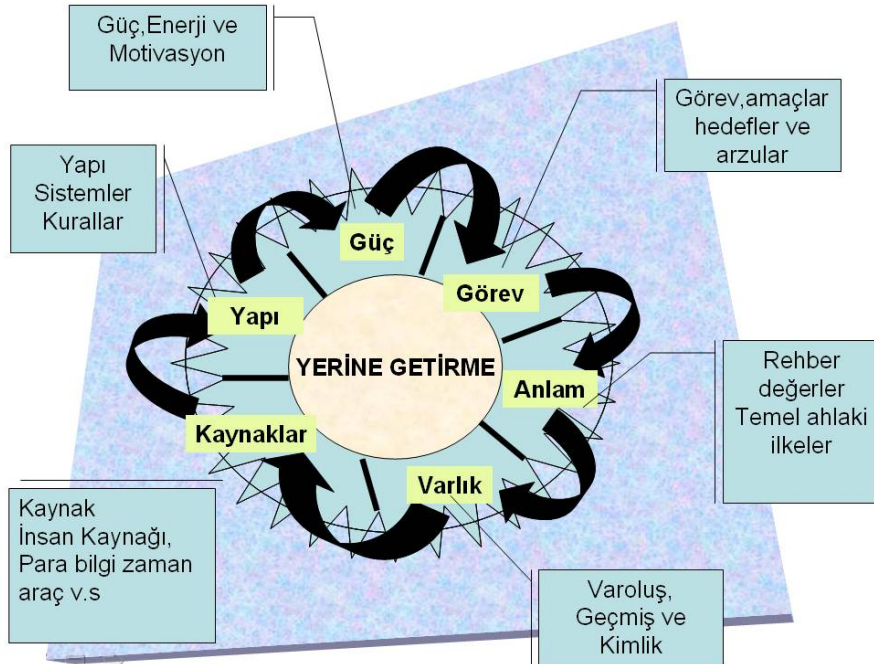 Güç,Enerji ve
Motivasyon
Görev,amaçlar
hedefler ve
arzular
Yapı
Sistemler
Kurallar
Güç
Görev
Yapı
YERİNE GETİRME
Anlam
Kaynaklar
Varlık
Rehber
değerler
Temel ahlaki
ilkeler
Kaynak
İnsan Kaynağı,
Para bilgi zaman
araç v.s
Varoluş,
Geçmiş ve
Kimlik